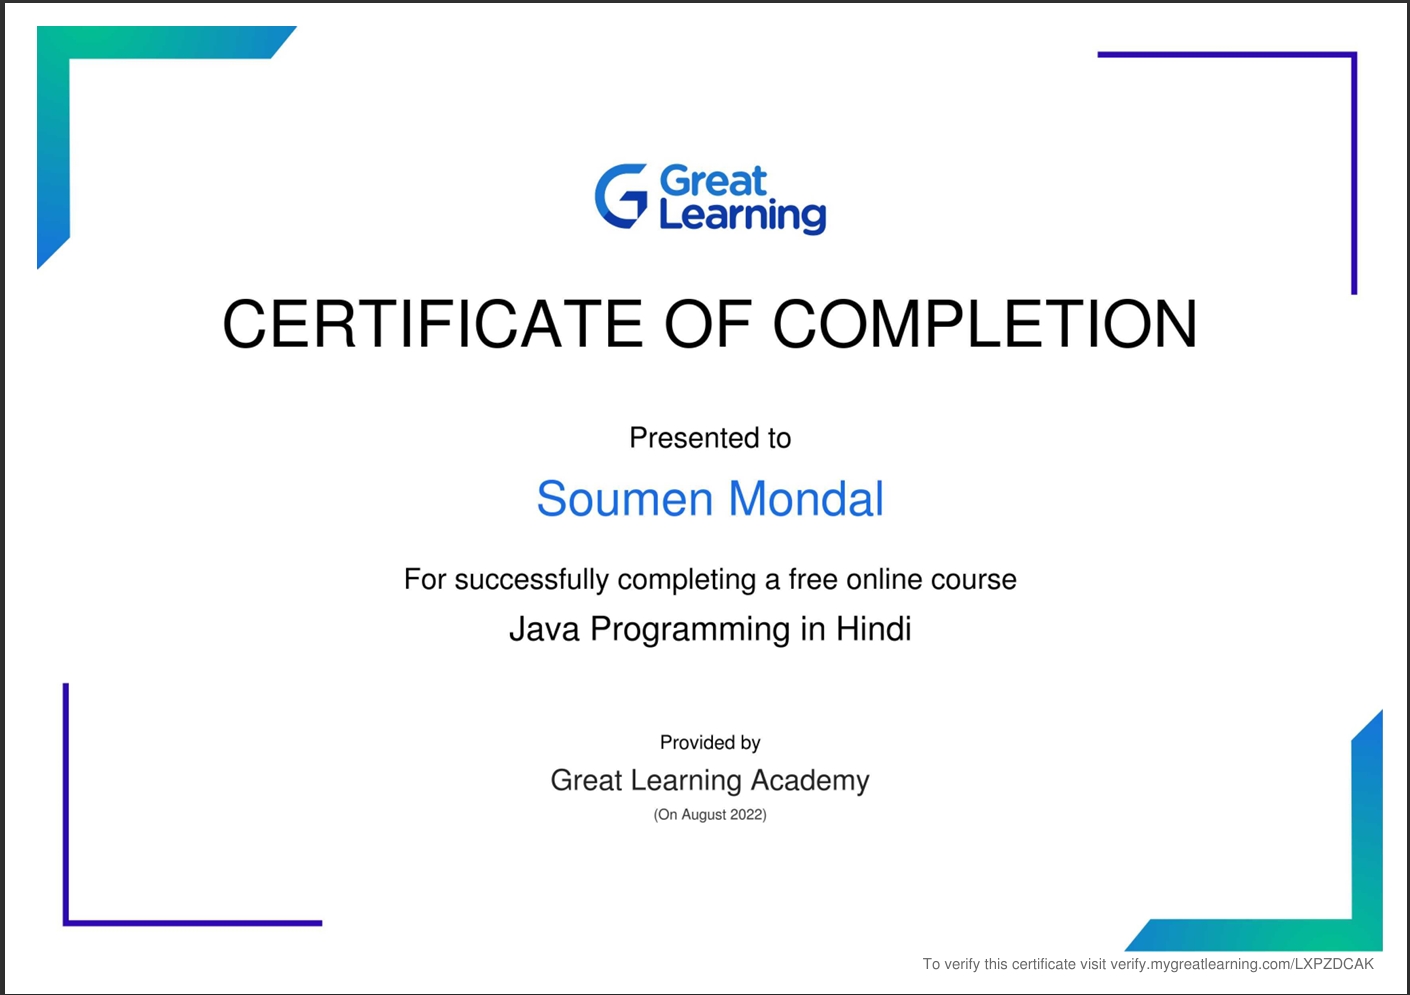 Great
Learning
CERTIFICATE OF COMPLETION
Presented to
Soumen Mondal
For successfully completing a free online course
Java Programming in Hindi
Provided by
Great Learning Academy
(On August 2022)
To verify this certificate visit verify.mygreatlearning.com/LXPZDCAK